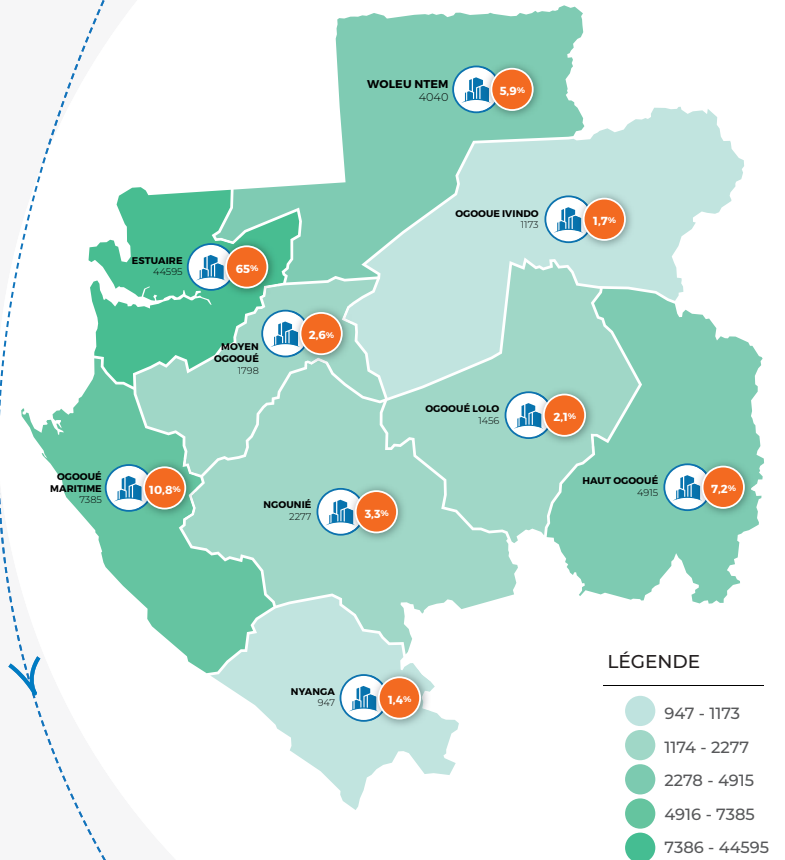 WOLEU NTEM
4040
5,9%
OGOOUE IVINDO
1173
1,7%
ESTUAIRE
44595
65%
MOYEN
OGOOUÉ
1798
2,6%
OGOOUÉ LOLO
1456
2,1%
OGOOUÉ
MARITIME
7385
10,8%
NGOUNIÉ
2277
3,3%
HAUT OGOOUÉ
4915
7,2%
NYANGA
947
1,4%
LÉGENDE
947 - 1173
1174 - 2277
2278 - 4915
4916 - 7385
7386 - 44595